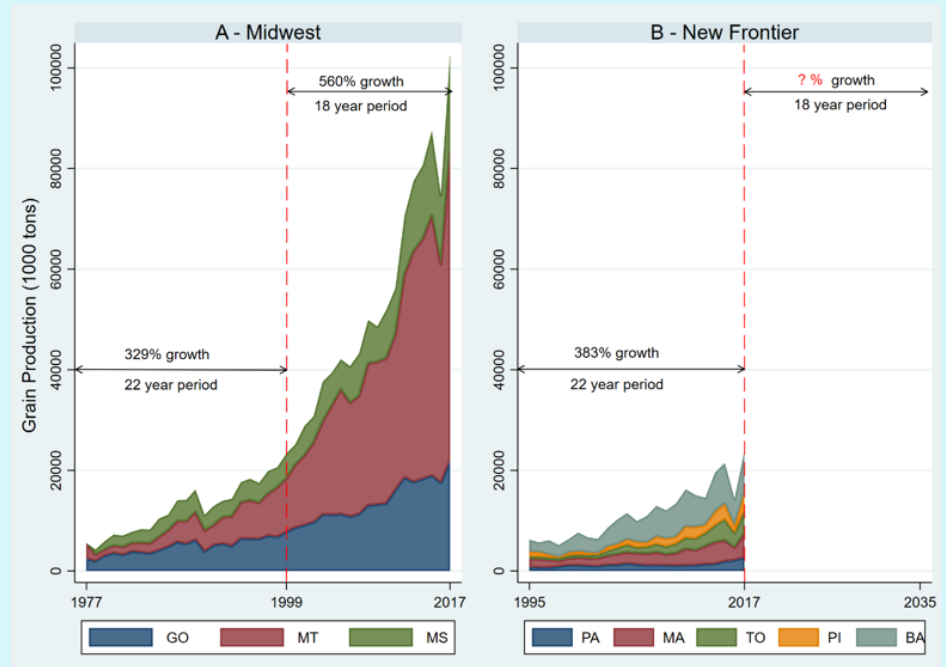 A - Midwest
B - New Frontier
Grain Production (1000 tons)
100000
80000
60000
40000
20000
0
560% growth
18 year period
329% growth
22 year period
1977
1999
2017
GO
MT
MS
100000
80000
60000
40000
20000
0
? % growth
18 year period
383% growth
22 year period
1995
2017
2035
PA
MA
TO
PI
BA